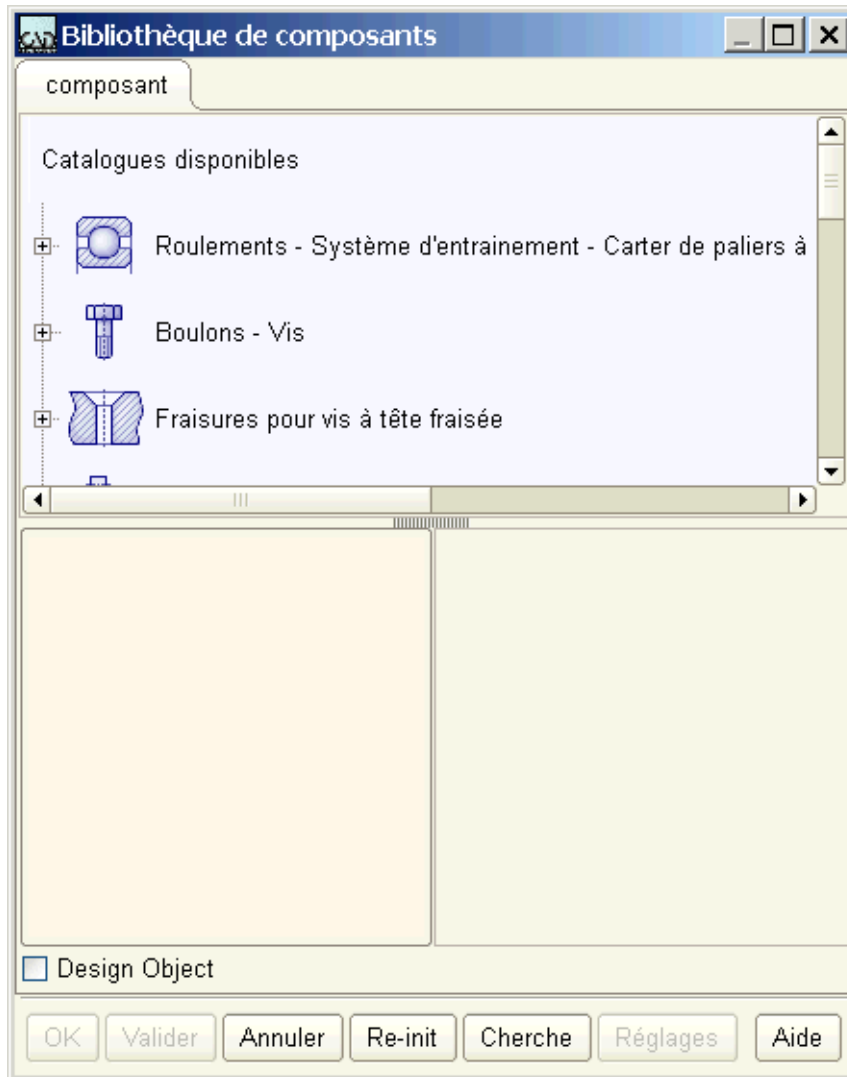 CAD
Bibliothèque de composants
composant
Catalogues disponibles
Roulements - Système d'entrainement - Carter de paliers à
Boulons - Vis
Fraisures pour vis à tête fraisée
Design Object
OK Valider Annuler Re-init Cherche Réglages Aide